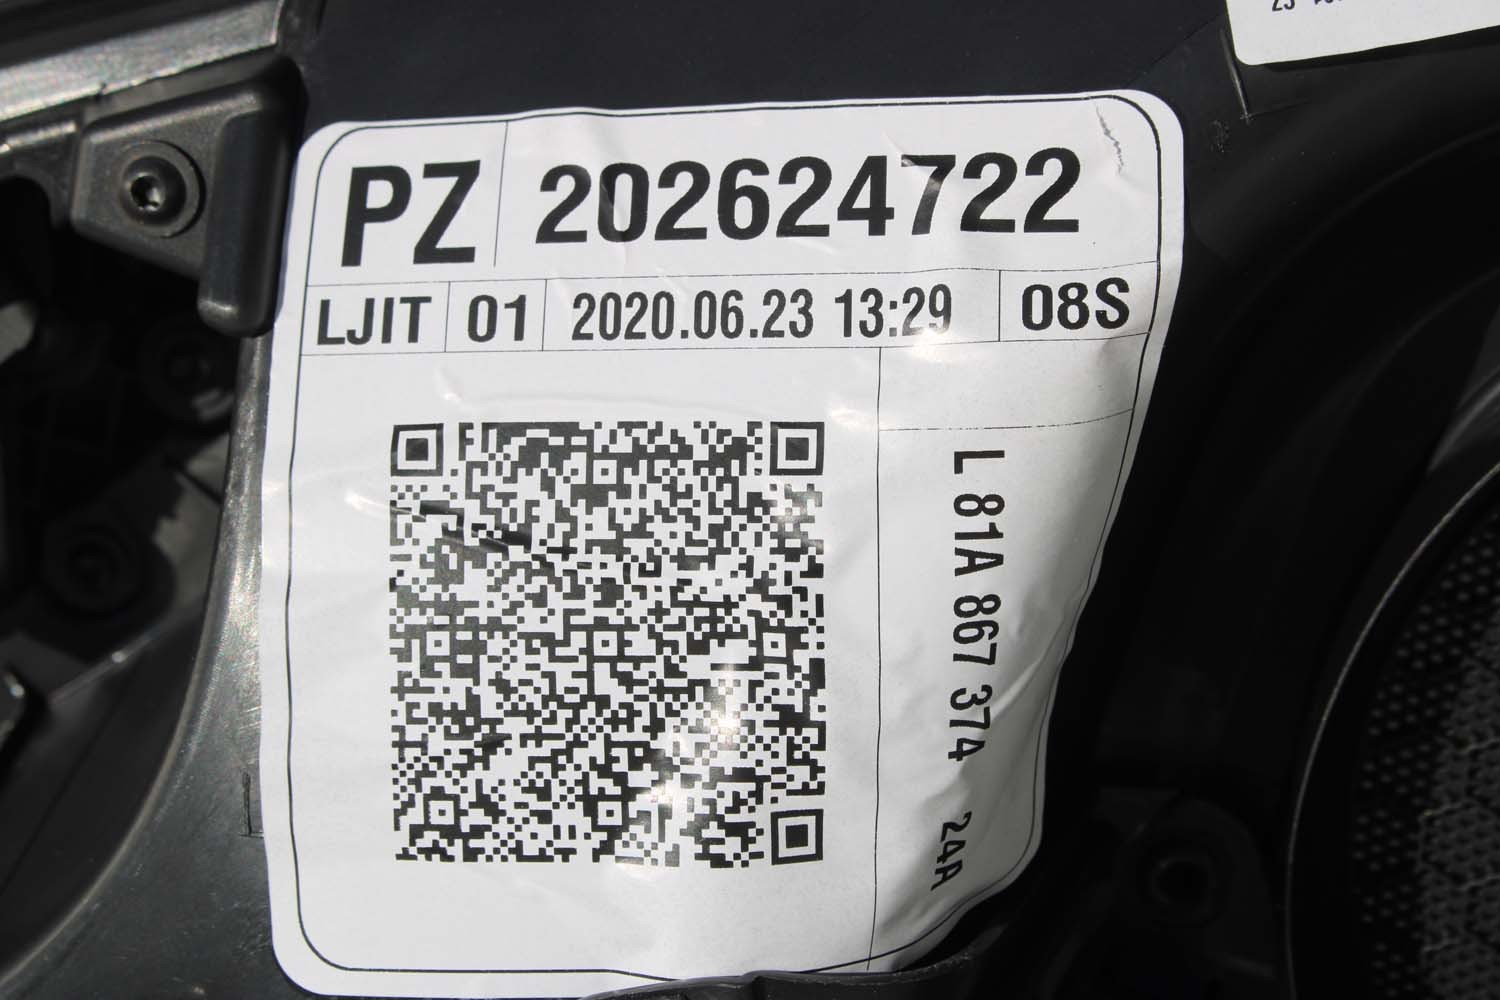 PZ 202624722
LJIT 01 2020.06.23 13:29 08S
L 81A 867 374 24A